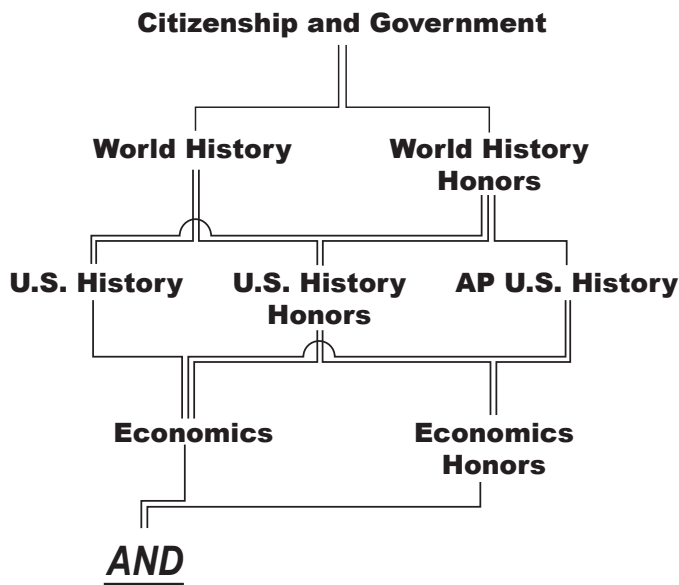 Citizenship and Government
World History
World History
Honors
U.S. History
U.S. History
Honors
AP U.S. History
Economics
Economics
Honors
AND